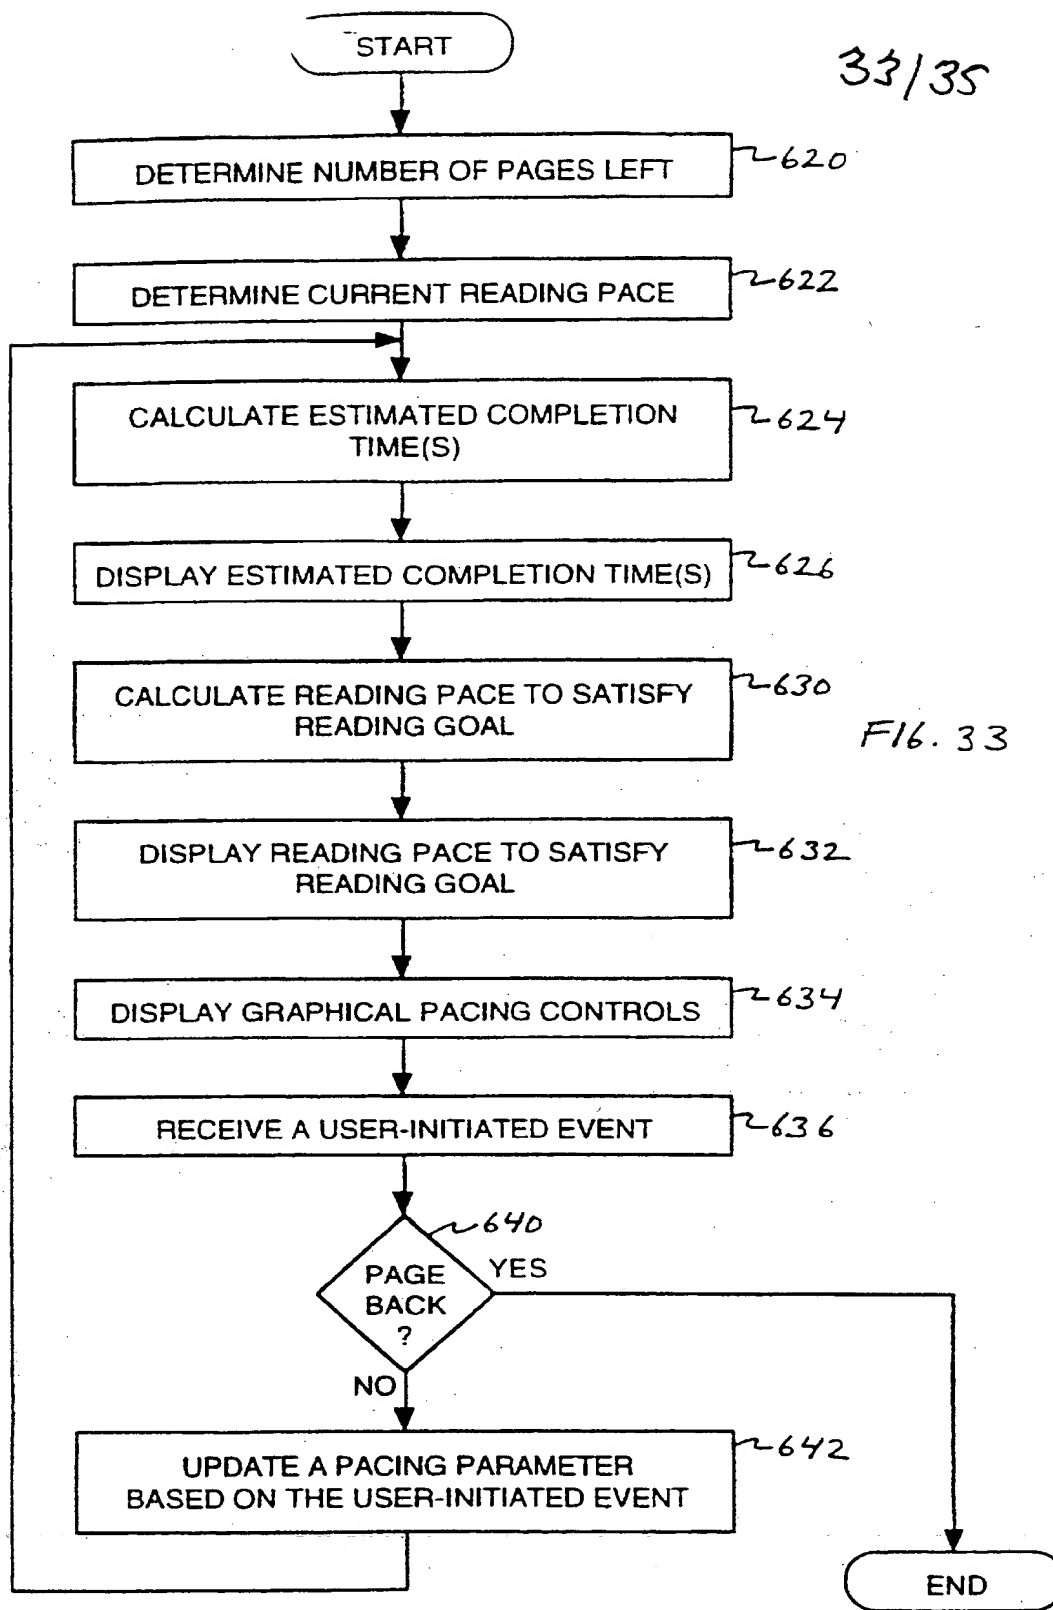 START
33/35
DETERMINE NUMBER OF PAGES LEFT
620
DETERMINE CURRENT READING PACE
622
CALCULATE ESTIMATED COMPLETION
TIME(S)
624
DISPLAY ESTIMATED COMPLETION TIME(S)
626
CALCULATE READING PACE TO SATISFY
READING GOAL
630
FIG. 33
DISPLAY READING PACE TO SATISFY
READING GOAL
632
DISPLAY GRAPHICAL PACING CONTROLS
634
RECEIVE A USER-INITIATED EVENT
636
640
PAGE
BACK
?
YES
NO
UPDATE A PACING PARAMETER
BASED ON THE USER-INITIATED EVENT
642
END